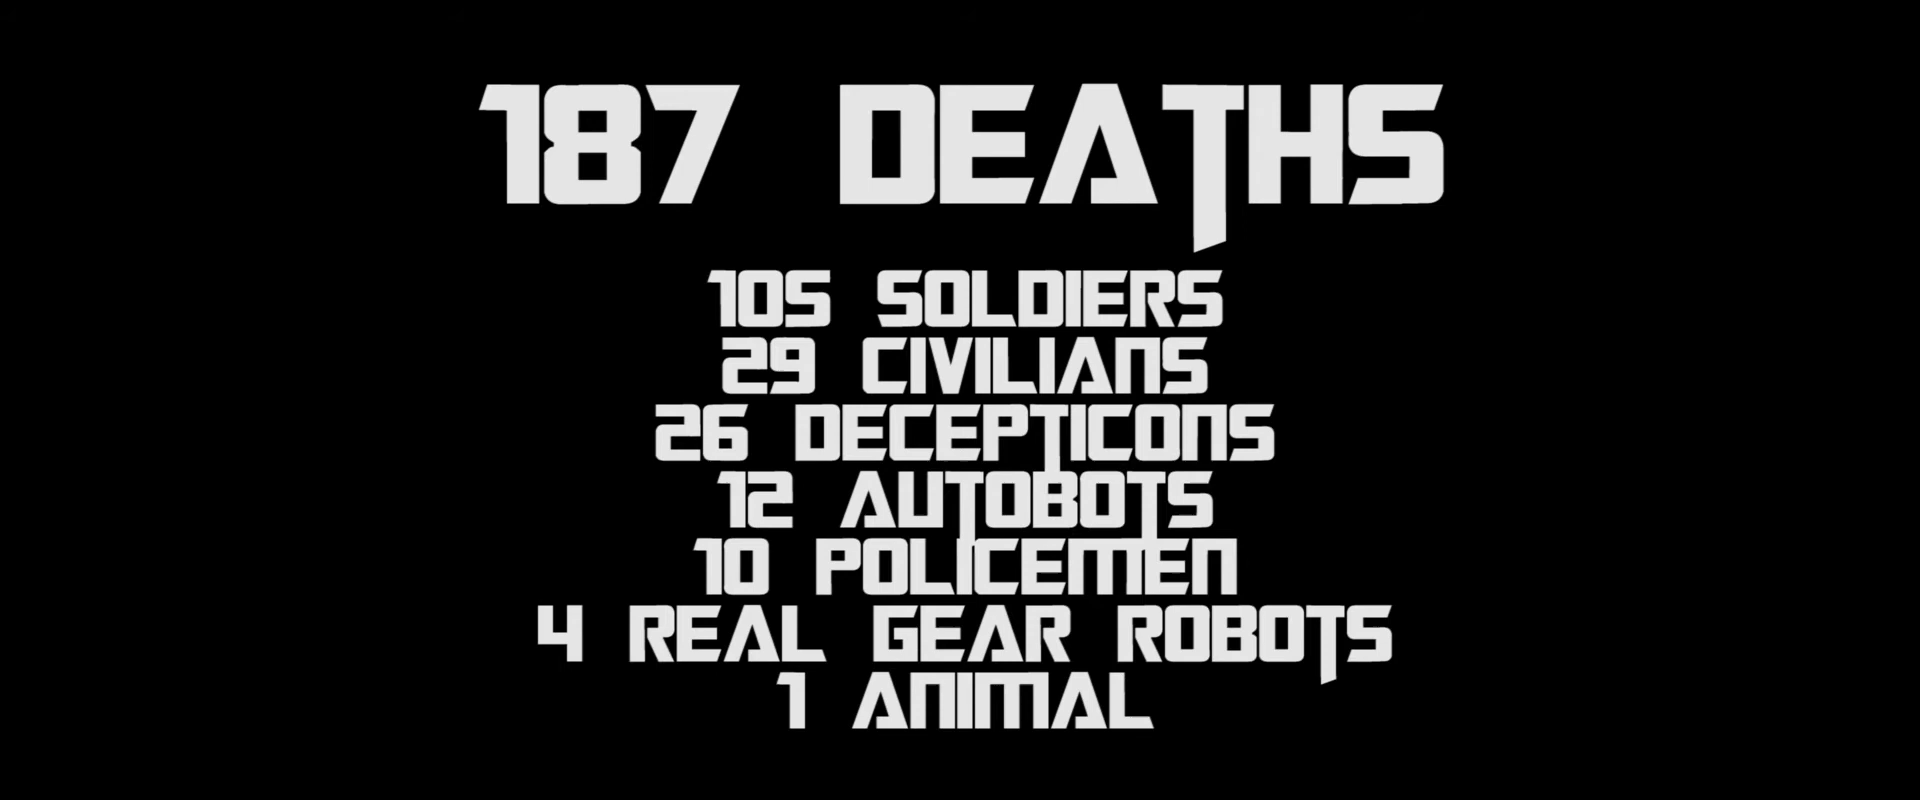 187 DEATHS
105 SOLDIERS
29 CIVILIANS
26 DECEPTICONS
12 AUTOBOTS
10 POLICEMEN
4 REAL GEAR ROBOTS
1 ANIMAL